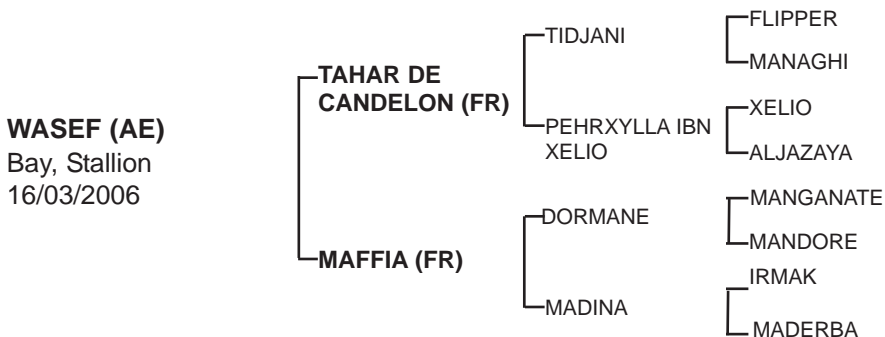 WASEF (AE)
Bay, Stallion
16/03/2006
TAHAR DE
CANDELON (FR)
MAFFIA (FR)
TIDJANI
PEHRXYLLA IBN
XELIO
DORMANE
MADINA
FLIPPER
MANAGHI
XELIO
ALJAZAYA
MANGANATE
MANDORE
IRMAK
MADERBA